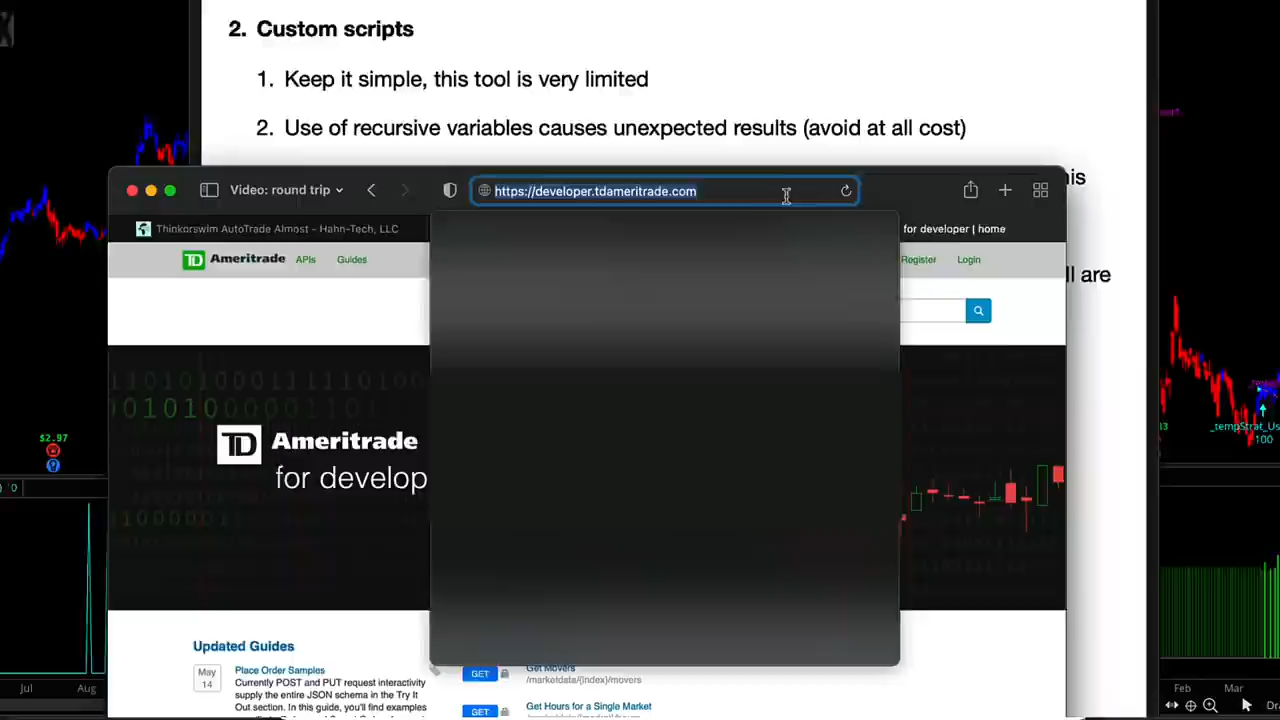 2. Custom scripts
1. Keep it simple, this tool is very limited
2. Use of recursive variables causes unexpected results (avoid at all cost)
is
ll are
Video: round trip
https://developer.tdameritrade.com
Thinkorswim AutoTrade Almost – Hahn-Tech, LLC
for developer | home
TD Ameritrade
APIs
Guides
Register
Login
TD Ameritrade
for develop
Updated Guides
May
14
Place Order Samples
Currently POST and PUT request interactivity
supply the entire JSON schema in the Try It
Out section. In this guide, you'll find examples
GET
Get Movers
/marketdata/{index}/movers
GET
Get Hours for a Single Market
$2.97
Jul
Aug
_tempStrat_Us
100
Feb
Mar